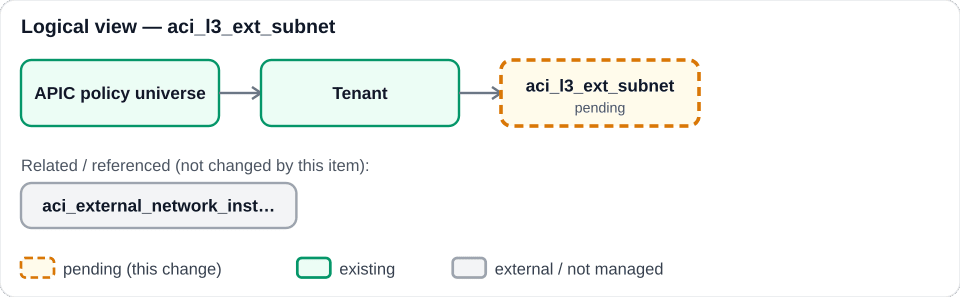 Logical view — aci_l3_ext_subnet
APIC policy universe
Tenant
aci_l3_ext_subnet
pending
Related / referenced (not changed by this item):
aci_external_network_inst…
pending (this change)
existing
external / not managed